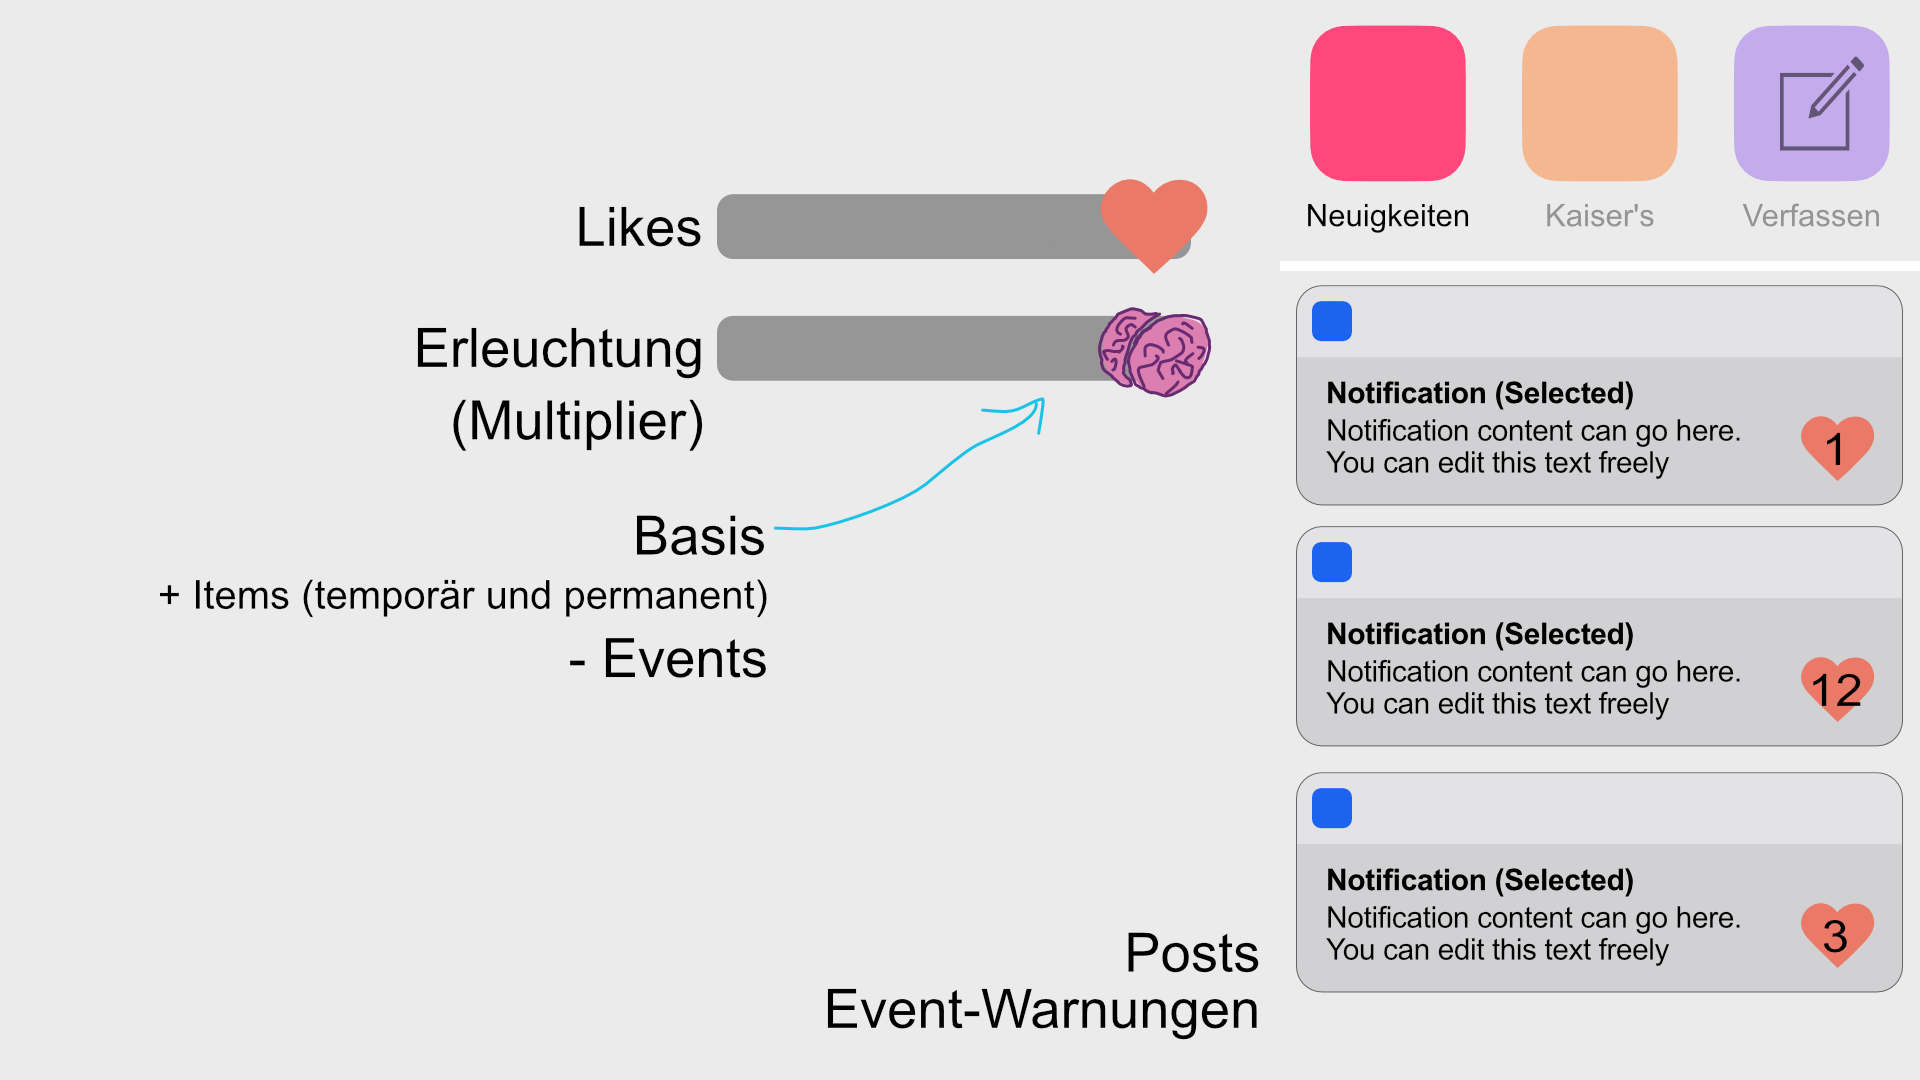 Likes
Erleuchtung
(Multiplier)
Basis
+ Items (temporär und permanent)
- Events
Posts
Event-Warnungen
Neuigkeiten
Kaiser's
Verfassen
Notification (Selected)
Notification content can go here.
You can edit this text freely
1
Notification (Selected)
Notification content can go here.
You can edit this text freely
12
Notification (Selected)
Notification content can go here.
You can edit this text freely
3